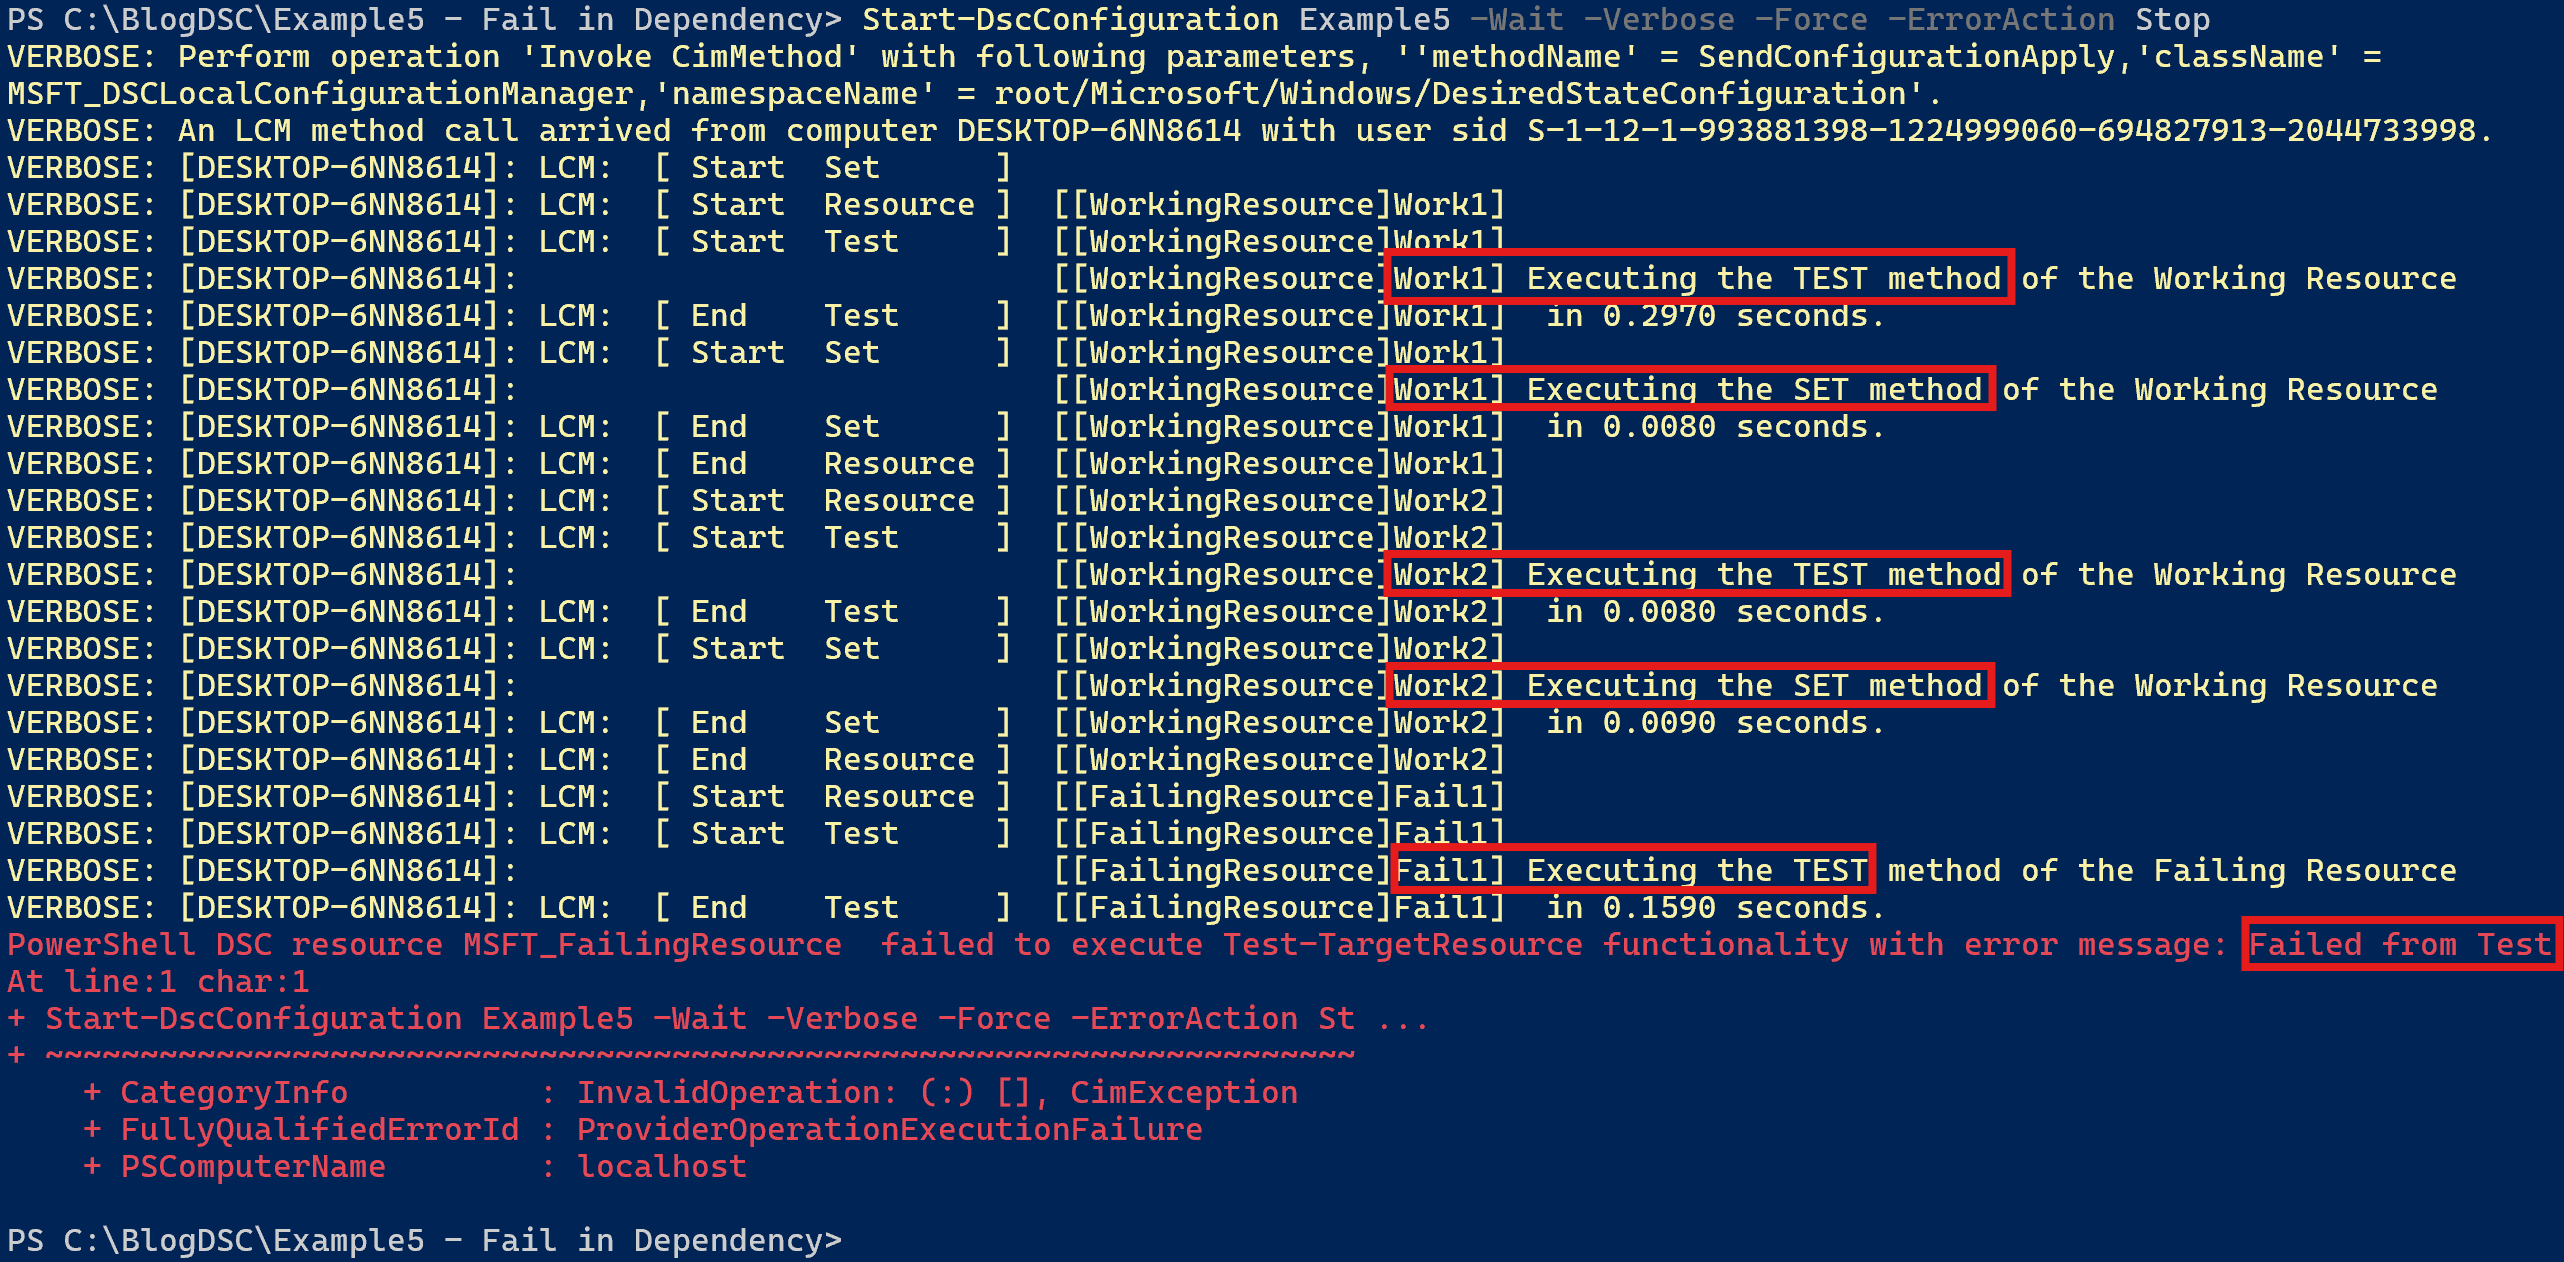 PS C:\BlogDSC\Example5 - Fail in Dependency> Start-DscConfiguration Example5 -Wait -Verbose -Force -ErrorAction Stop
VERBOSE: Perform operation 'Invoke CimMethod' with following parameters, ''methodName' = SendConfigurationApply,'className' =
MSFT_DSCLocalConfigurationManager,'namespaceName' = root/Microsoft/Windows/DesiredStateConfiguration'.
VERBOSE: An LCM method call arrived from computer DESKTOP-6NN8614 with user sid S-1-12-1-993881398-1224999060-694827913-2044733998.
VERBOSE: [DESKTOP-6NN8614]: LCM:  [ Start  Set      ]
VERBOSE: [DESKTOP-6NN8614]: LCM:  [ Start  Resource ]  [[WorkingResource]Work1]
VERBOSE: [DESKTOP-6NN8614]: LCM:  [ Start  Test     ]  [[WorkingResource]Work1]
VERBOSE: [DESKTOP-6NN8614]:                            [[WorkingResource]Work1] Executing the TEST method of the Working Resource
VERBOSE: [DESKTOP-6NN8614]: LCM:  [ End    Test     ]  [[WorkingResource]Work1]  in 0.2970 seconds.
VERBOSE: [DESKTOP-6NN8614]: LCM:  [ Start  Set      ]  [[WorkingResource]Work1]
VERBOSE: [DESKTOP-6NN8614]:                            [[WorkingResource]Work1] Executing the SET method of the Working Resource
VERBOSE: [DESKTOP-6NN8614]: LCM:  [ End    Set      ]  [[WorkingResource]Work1]  in 0.0080 seconds.
VERBOSE: [DESKTOP-6NN8614]: LCM:  [ End    Resource ]  [[WorkingResource]Work1]
VERBOSE: [DESKTOP-6NN8614]: LCM:  [ Start  Resource ]  [[WorkingResource]Work2]
VERBOSE: [DESKTOP-6NN8614]: LCM:  [ Start  Test     ]  [[WorkingResource]Work2]
VERBOSE: [DESKTOP-6NN8614]:                            [[WorkingResource]Work2] Executing the TEST method of the Working Resource
VERBOSE: [DESKTOP-6NN8614]: LCM:  [ End    Test     ]  [[WorkingResource]Work2]  in 0.0080 seconds.
VERBOSE: [DESKTOP-6NN8614]: LCM:  [ Start  Set      ]  [[WorkingResource]Work2]
VERBOSE: [DESKTOP-6NN8614]:                            [[WorkingResource]Work2] Executing the SET method of the Working Resource
VERBOSE: [DESKTOP-6NN8614]: LCM:  [ End    Set      ]  [[WorkingResource]Work2]  in 0.0090 seconds.
VERBOSE: [DESKTOP-6NN8614]: LCM:  [ End    Resource ]  [[WorkingResource]Work2]
VERBOSE: [DESKTOP-6NN8614]: LCM:  [ Start  Resource ]  [[FailingResource]Fail1]
VERBOSE: [DESKTOP-6NN8614]: LCM:  [ Start  Test     ]  [[FailingResource]Fail1]
VERBOSE: [DESKTOP-6NN8614]:                            [[FailingResource]Fail1] Executing the TEST method of the Failing Resource
VERBOSE: [DESKTOP-6NN8614]: LCM:  [ End    Test     ]  [[FailingResource]Fail1]  in 0.1590 seconds.
PowerShell DSC resource MSFT_FailingResource  failed to execute Test-TargetResource functionality with error message: Failed from Test
At line:1 char:1
+ Start-DscConfiguration Example5 -Wait -Verbose -Force -ErrorAction St ...
+ ~~~~~~~~~~~~~~~~~~~~~~~~~~~~~~~~~~~~~~~~~~~~~~~~~~~~~~~~~~~~~~~~~~~~~
    + CategoryInfo          : InvalidOperation: (:) [], CimException
    + FullyQualifiedErrorId : ProviderOperationExecutionFailure
    + PSComputerName        : localhost
PS C:\BlogDSC\Example5 - Fail in Dependency>